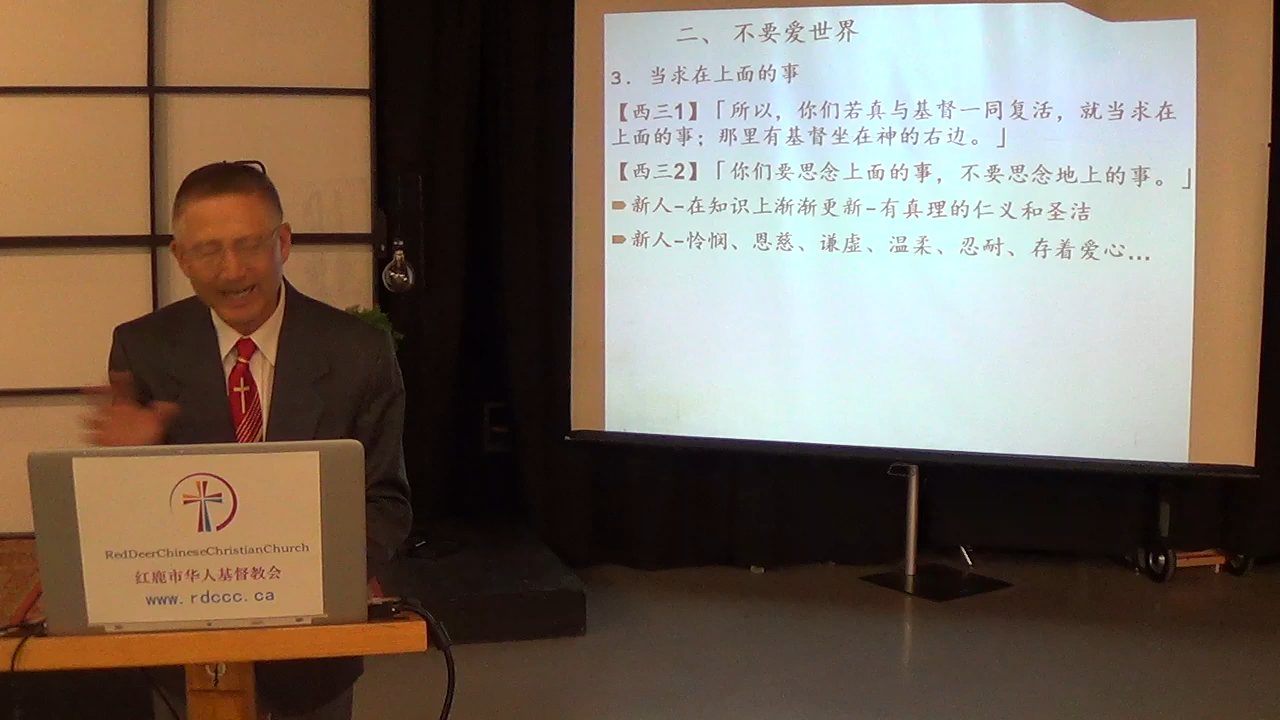 二、 不要爱世界
3. 当求在上面的事
【西三1】「所以，你们若真与基督一同复活，就当求在
上面的事；那里有基督坐在神的右边。」
【西三2】「你们要思念上面的事，不要思念地上的事。」
新人-在知识上渐渐更新-有真理的仁义和圣洁
新人-怜悯、恩慈、谦虚、温柔、忍耐、存着爱心...
RedDeerChineseChristianChurch
红鹿市华人基督教会
www.rdccc.ca